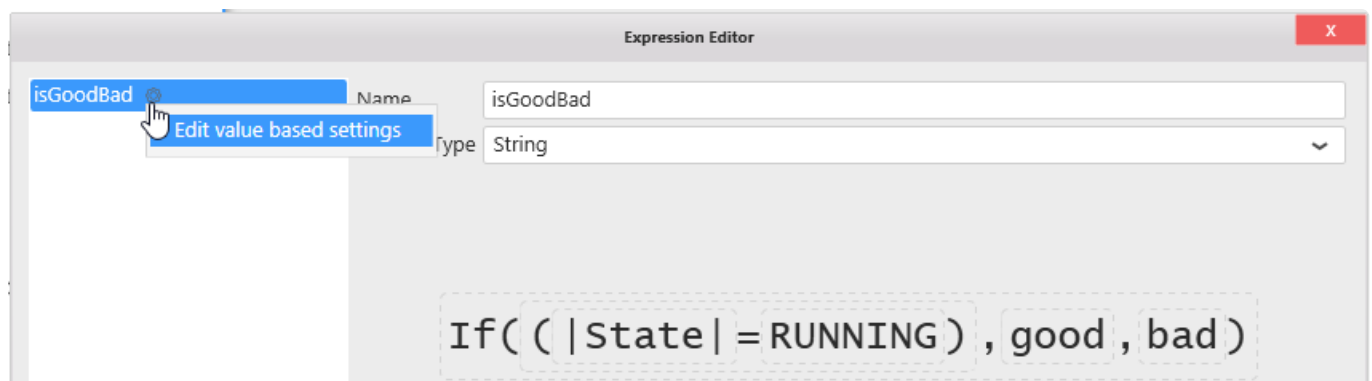 Expression Editor
X
isGoodBad
Name
isGoodBad
Edit value based settings
Type
String
If((|State|=RUNNING),good,bad)